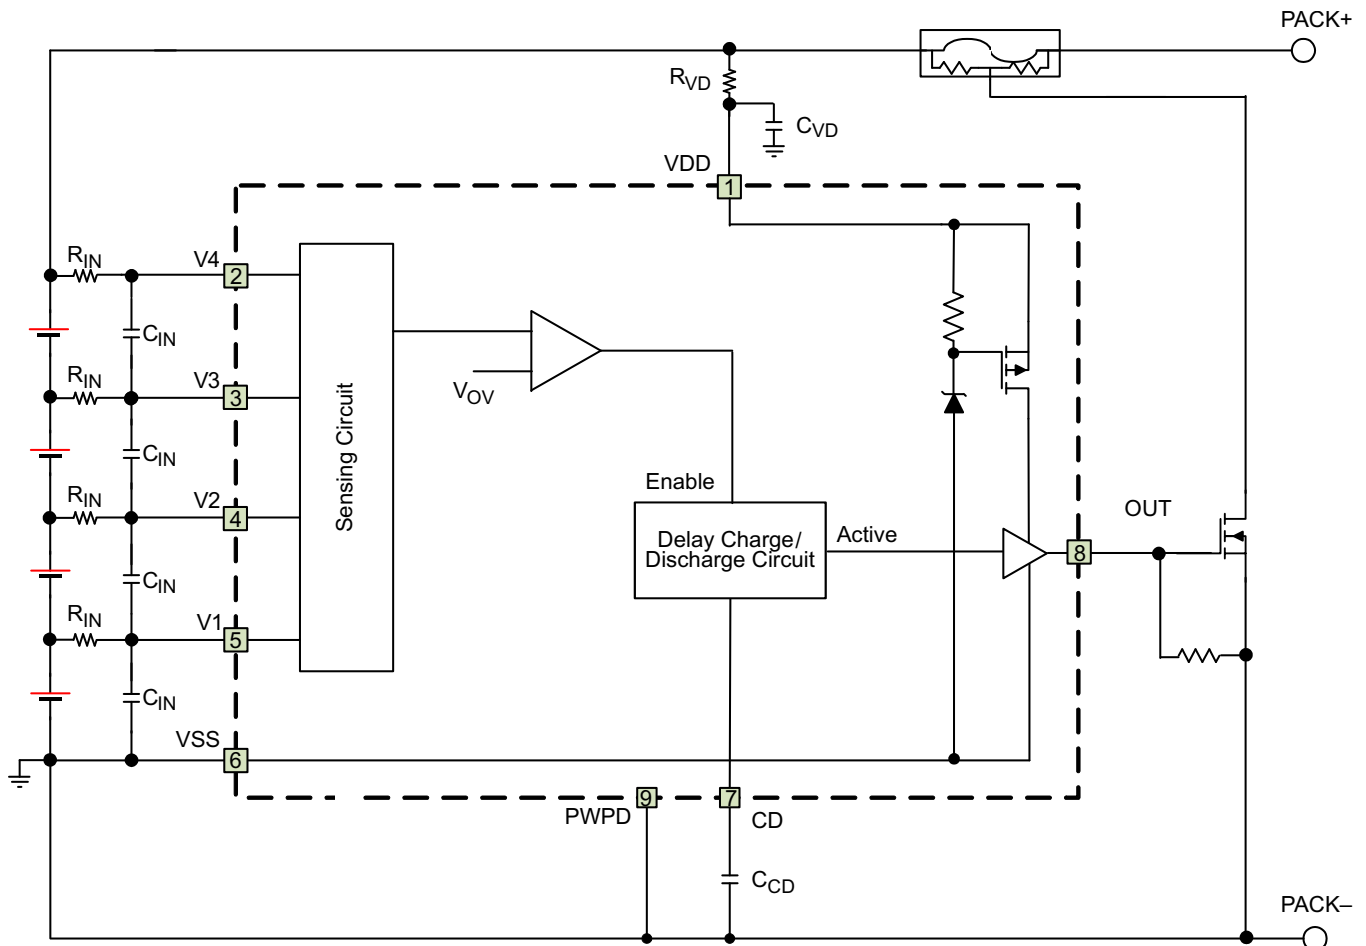 PACK+
RVD
CVD
VDD
1
RIN
V4
2
CIN
RIN
V3
3
VOV
Sensing Circuit
CIN
Enable
RIN
V2
4
OUT
Delay Charge/
Discharge Circuit
Active
8
CIN
RIN
V1
5
CIN
VSS
6
9
7
PWPD
CD
CCD
PACK–